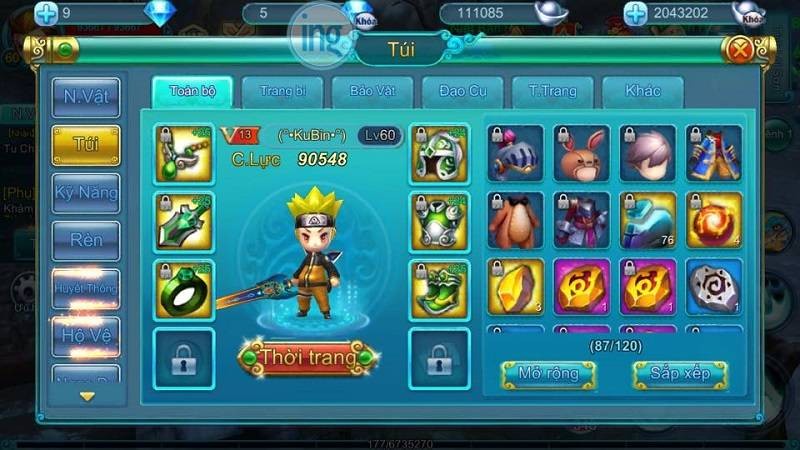 9
5
Khóa
111085
2043202
Khóa
ing
Túi
N.Vật
Túi
Kỹ Năng
Rèn
Huyết Thống
Hộ Vệ
Toàn bộ
Trang bị
Bảo Vật
Đạo Cụ
T.Trang
Khác
V 13
(°•KuBin•°)
Lv60
C.Lực 90548
Thời trang
76
4
3
1
1
1
(87/120)
Mở rộng
Sắp xếp
177/6735270